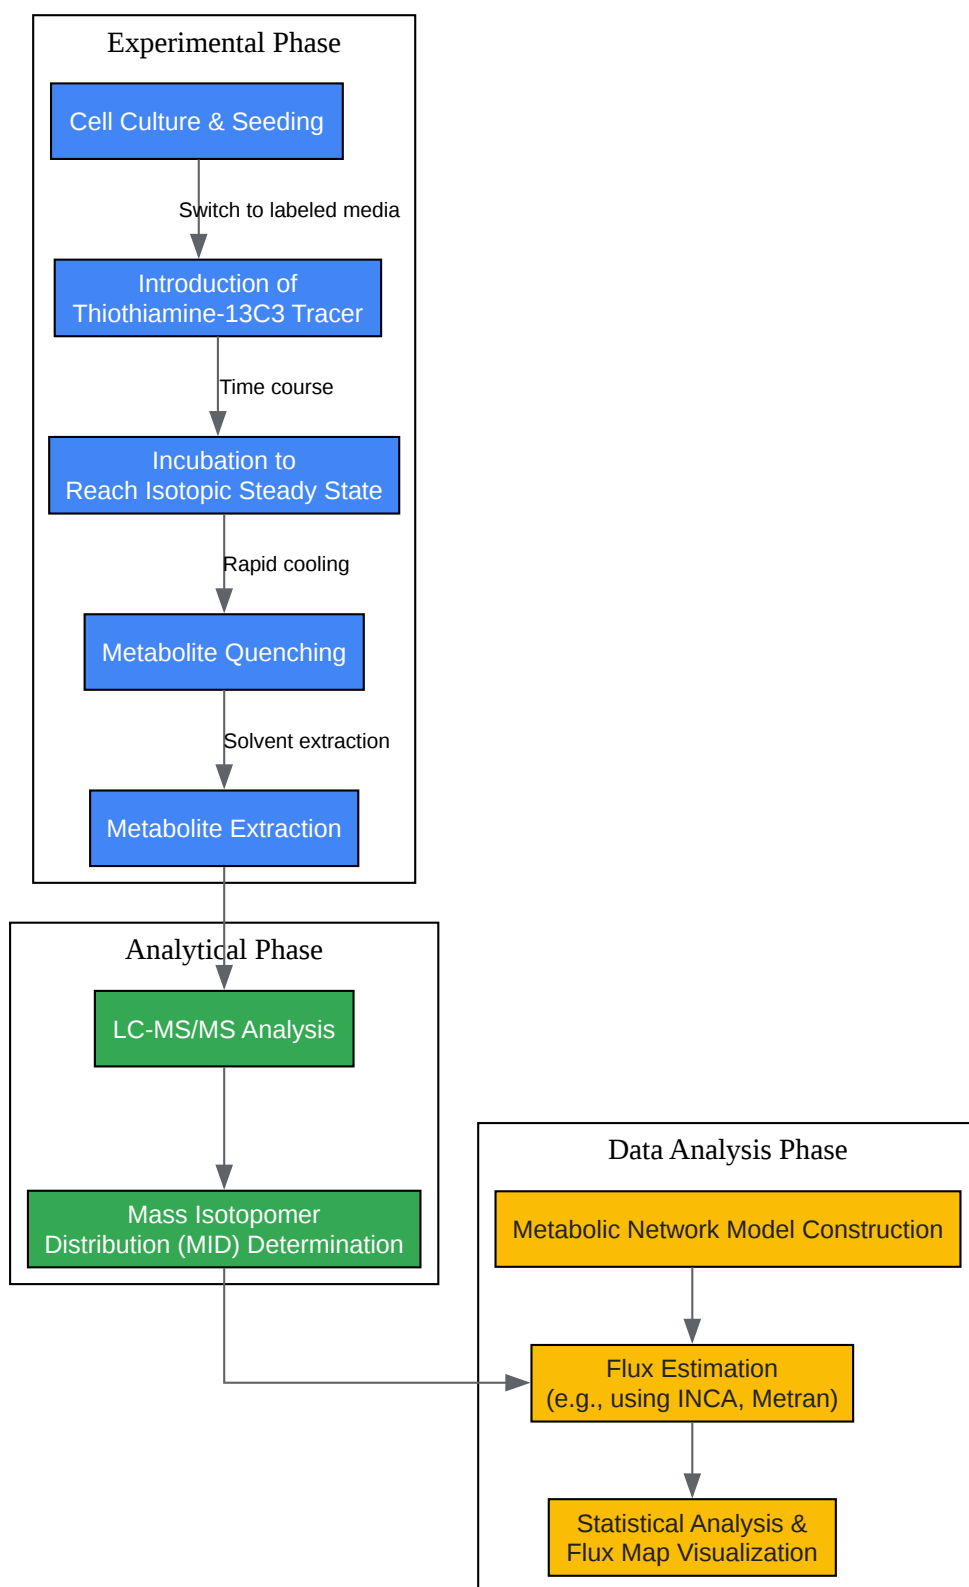 Experimental Phase
Cell Culture & Seeding
Switch to labeled media
Introduction of
Thiothiamine-13C3 Tracer
Time course
Incubation to
Reach Isotopic Steady State
Rapid cooling
Metabolite Quenching
Solvent extraction
Metabolite Extraction
Analytical Phase
LC-MS/MS Analysis
Mass Isotopomer
Distribution (MID) Determination
Data Analysis Phase
Metabolic Network Model Construction
Flux Estimation
(e.g., using INCA, Metran)
Statistical Analysis &
Flux Map Visualization